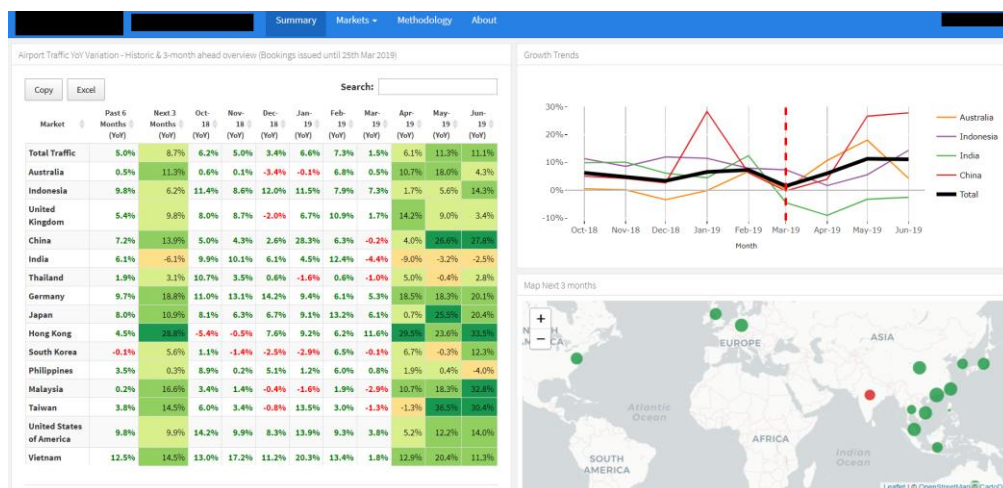 Summary Markets Methodology About
Airport Traffic YoY Variation - Historic & 3-month ahead overview (Bookings issued until 25th Mar 2019)
Copy Excel Search:
Market Past 6 Months (YoY) Next 3 Months (YoY) Oct-18 (YoY) Nov-18 (YoY) Dec-18 (YoY) Jan-19 (YoY) Feb-19 (YoY) Mar-19 (YoY) Apr-19 (YoY) May-19 (YoY) Jun-19 (YoY)
Total Traffic 5.0% 8.7% 6.2% 5.0% 3.4% 6.6% 7.3% 1.5% 6.1% 11.3% 11.1%
Australia 0.5% 11.3% 0.6% 0.1% -3.4% -0.1% 6.8% 0.5% 10.7% 18.0% 4.3%
Indonesia 9.8% 6.2% 11.4% 8.6% 12.0% 11.5% 7.9% 7.3% 1.7% 5.6% 14.3%
United Kingdom 5.4% 9.8% 8.0% 8.7% -2.0% 6.7% 10.9% 1.7% 14.2% 9.0% 3.4%
China 7.2% 13.9% 5.0% 4.3% 2.6% 28.3% 6.3% -0.2% 4.0% 26.6% 27.8%
India 6.1% -6.1% 9.9% 10.1% 6.1% 4.5% 12.4% -4.4% -9.0% -3.2% -2.5%
Thailand 1.9% 3.1% 10.7% 3.5% 0.6% -1.6% 0.6% -1.0% 5.0% -0.4% 2.8%
Germany 9.7% 18.8% 11.0% 13.1% 14.2% 9.4% 6.1% 5.3% 18.5% 18.3% 20.1%
Japan 8.0% 10.9% 8.1% 6.3% 6.7% 9.1% 13.2% 6.1% 0.7% 25.5% 20.4%
Hong Kong 4.5% 28.8% -5.4% -0.5% 7.6% 9.2% 6.2% 11.6% 29.5% 23.6% 33.5%
South Korea -0.1% 5.6% 1.1% -1.4% -2.5% -2.9% 6.5% -0.1% 6.7% -0.3% 12.3%
Philippines 3.5% 0.3% 8.9% 0.2% 5.1% 1.2% 6.0% 0.8% 1.9% 0.4% -4.0%
Malaysia 0.2% 16.6% 3.4% 1.4% -0.4% -1.6% 1.9% -2.9% 10.7% 18.3% 32.8%
Taiwan 3.8% 14.5% 6.0% 3.4% -0.8% 13.5% 3.0% -1.3% -1.3% 36.5% 30.4%
United States of America 9.8% 9.9% 14.2% 9.9% 8.3% 13.9% 9.3% 3.8% 5.2% 12.2% 14.0%
Vietnam 12.5% 14.5% 13.0% 17.2% 11.2% 20.3% 13.4% 1.8% 12.9% 20.4% 11.3%
Growth Trends
30%-
20%-
10%-
0%-
-10%-
Oct-18 Nov-18 Dec-18 Jan-19 Feb-19 Mar-19 Apr-19 May-19 Jun-19
Month
Australia
Indonesia
India
China
Total
Map Next 3 months
+
−
EUROPE
ASIA
Atlantic
Ocean
AFRICA
SOUTH
AMERICA
Indian
Ocean
Leaflet | © OpenStreetMap ©